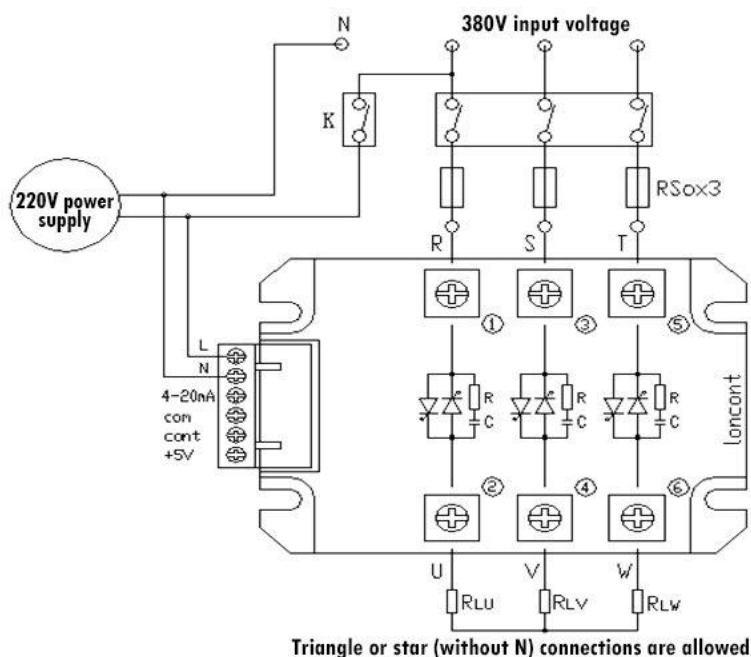 N
380V input voltage
K
220V power
supply
RSox3
R
S
T
L
N
4-20mA
com
cont
+5V
1
3
5
R
C
R
C
R
C
loncont
2
4
6
U
V
W
RLU
RLV
RLW
Triangle or star (without N) connections are allowed